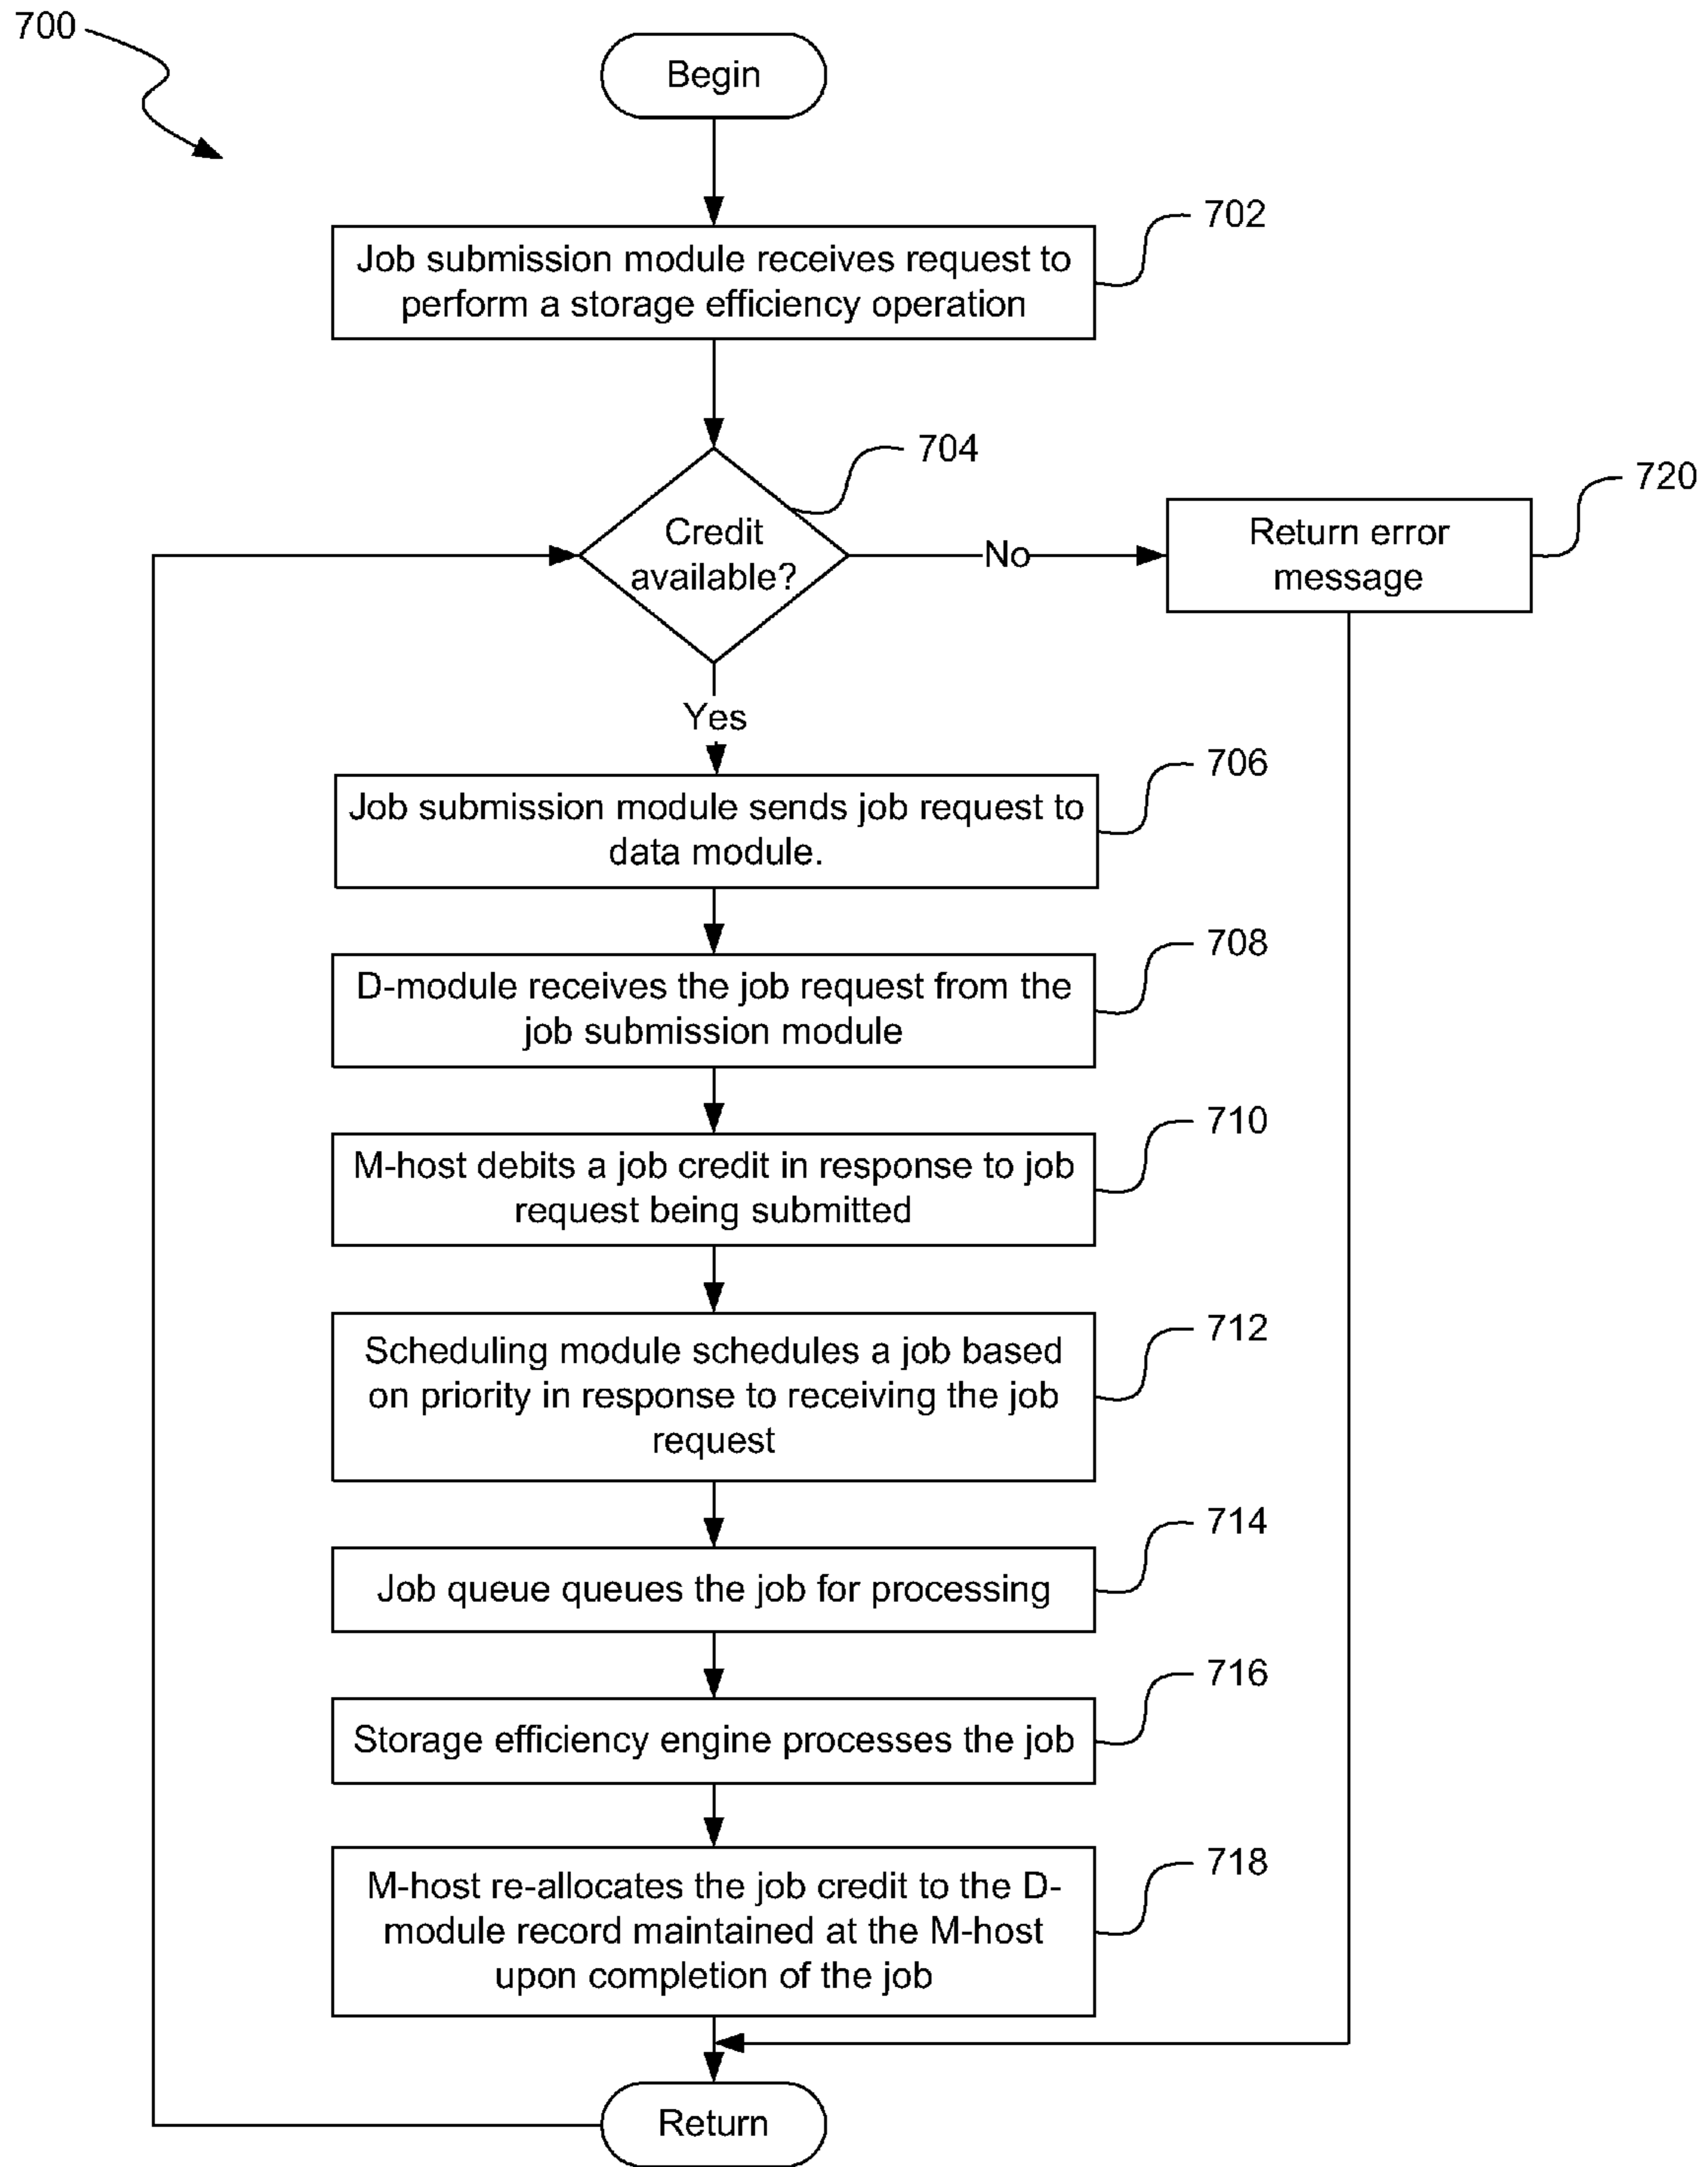 700
Begin
702
Job submission module receives request to
perform a storage efficiency operation
704
720
Credit
available?
No
Return error
message
Yes
706
Job submission module sends job request to
data module.
708
D-module receives the job request from the
job submission module
710
M-host debits a job credit in response to job
request being submitted
712
Scheduling module schedules a job based
on priority in response to receiving the job
request
714
Job queue queues the job for processing
716
Storage efficiency engine processes the job
718
M-host re-allocates the job credit to the D-
module record maintained at the M-host
upon completion of the job
Return